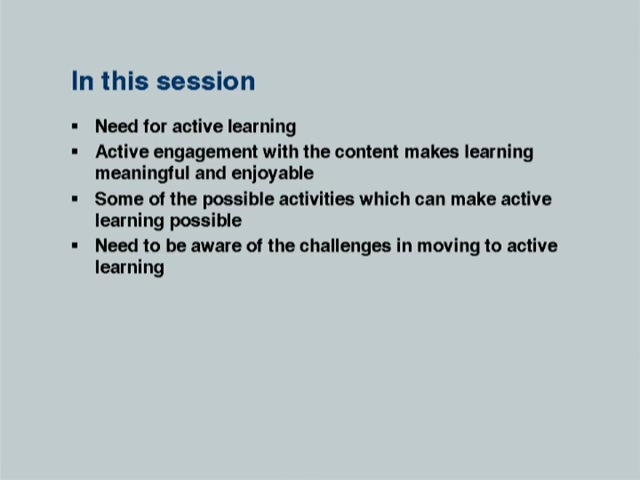 In this session
▪ Need for active learning
▪ Active engagement with the content makes learning
meaningful and enjoyable
▪ Some of the possible activities which can make active
learning possible
▪ Need to be aware of the challenges in moving to active
learning